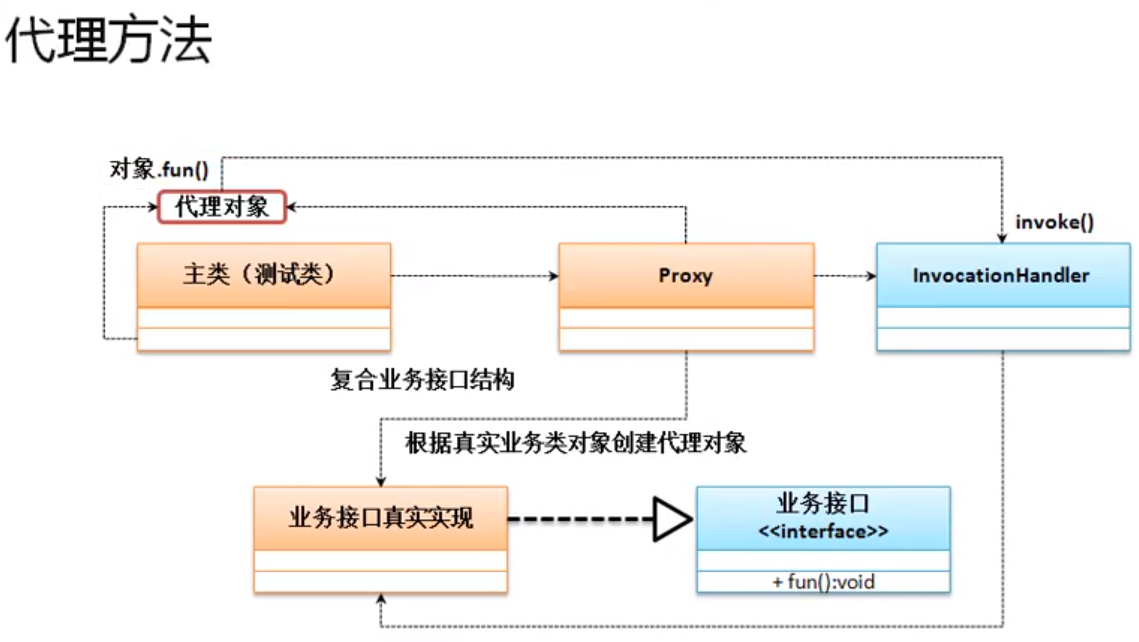 代理方法
对象.fun()
代理对象
invoke()
主类（测试类）
Proxy
InvocationHandler
复合业务接口结构
根据真实业务类对象创建代理对象
业务接口真实实现
业务接口
<<interface>>
+ fun():void